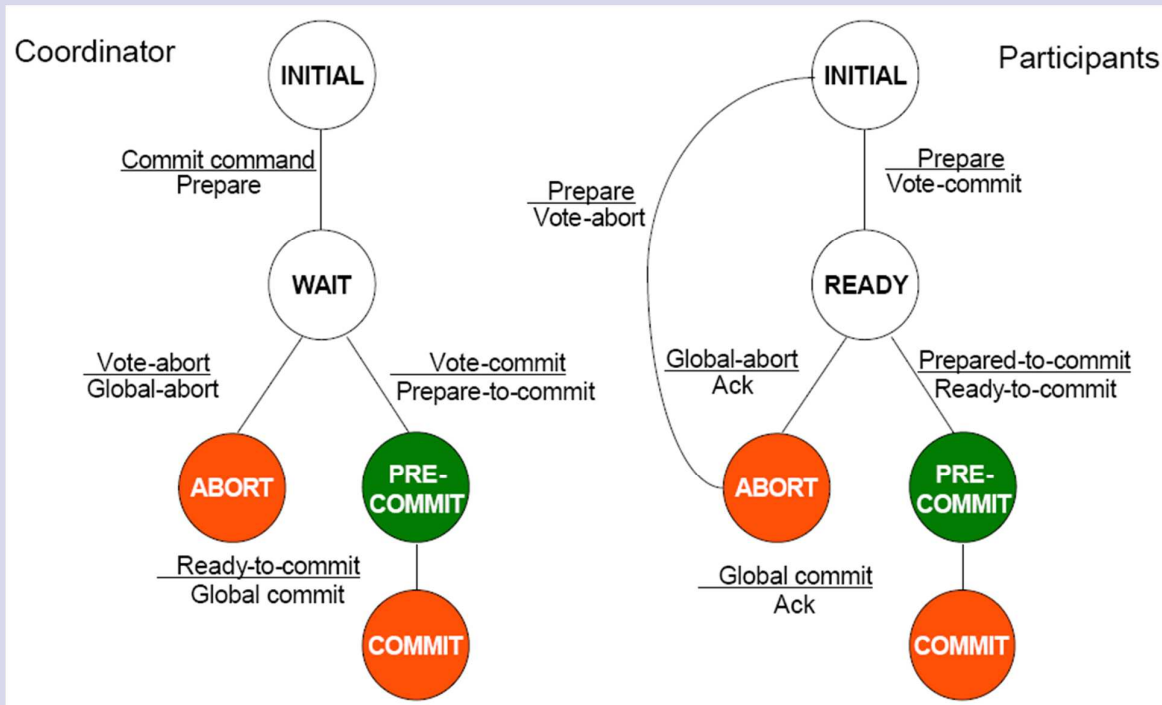 Coordinator
INITIAL
Commit command
Prepare
WAIT
Vote-abort
Global-abort
Vote-commit
Prepare-to-commit
ABORT
PRE-
COMMIT
Ready-to-commit
Global commit
COMMIT
Participants
INITIAL
Prepare
Vote-commit
Prepare
Vote-abort
READY
Global-abort
Ack
Prepared-to-commit
Ready-to-commit
ABORT
PRE-
COMMIT
Global commit
Ack
COMMIT